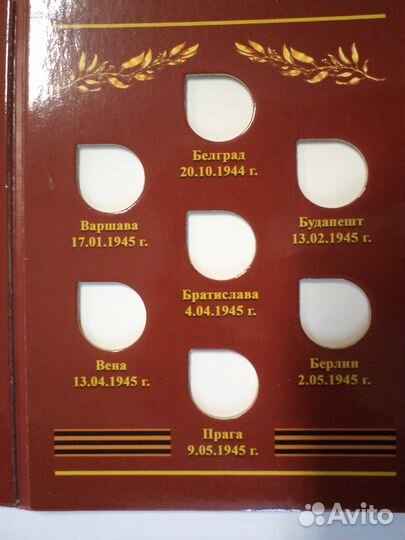 Белград
20.10.1944 г.
Варшава
17.01.1945 г.
Будапешт
13.02.1945 г.
Братислава
4.04.1945 г.
Вена
13.04.1945 г.
Берлин
2.05.1945 г.
Прага
9.05.1945 г.
Avito